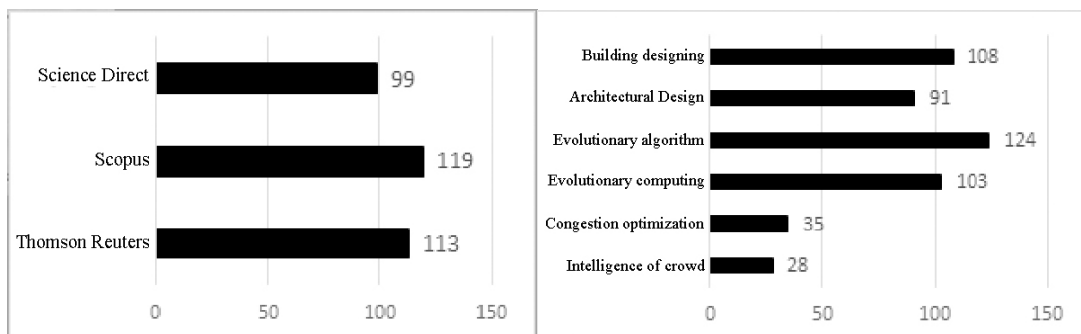 Science Direct 99
Scopus 119
Thomson Reuters 113
0 50 100 150
Building designing 108
Architectural Design 91
Evolutionary algorithm 124
Evolutionary computing 103
Congestion optimization 35
Intelligence of crowd 28
0 50 100 150